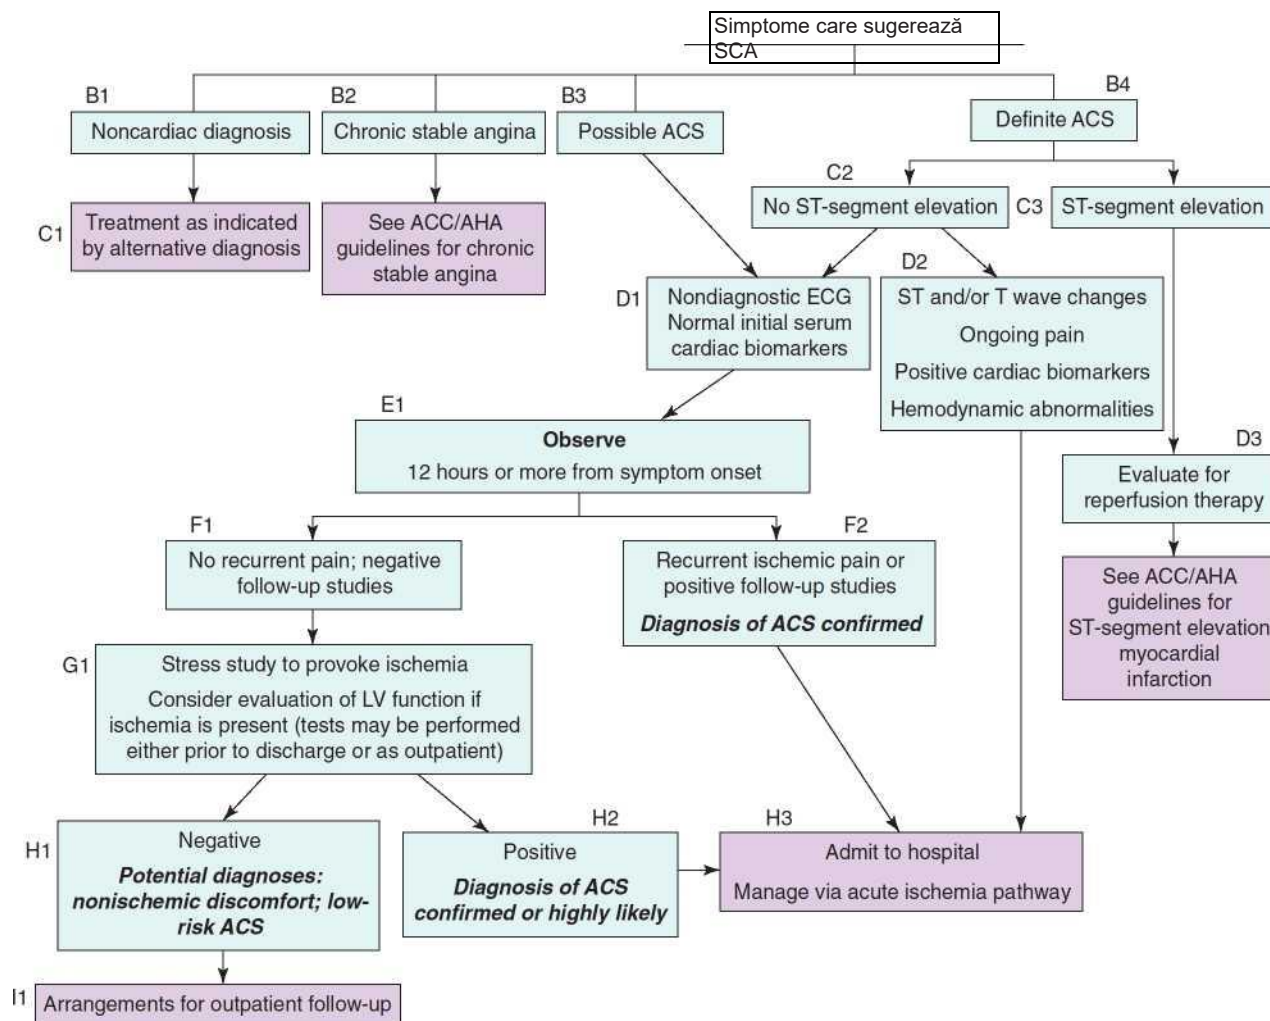 Simptome care sugerează
SCA
B1
B2
B3
B4
Noncardiac diagnosis
Chronic stable angina
Possible ACS
Definite ACS
C1
Treatment as indicated
by alternative diagnosis
See ACC/AHA
guidelines for chronic
stable angina
C2
No ST-segment elevation
C3
ST-segment elevation
D1
Nondiagnostic ECG
Normal initial serum
cardiac biomarkers
D2
ST and/or T wave changes
Ongoing pain
Positive cardiac biomarkers
Hemodynamic abnormalities
E1
Observe
12 hours or more from symptom onset
D3
Evaluate for
reperfusion therapy
F1
No recurrent pain; negative
follow-up studies
F2
Recurrent ischemic pain or
positive follow-up studies
Diagnosis of ACS confirmed
See ACC/AHA
guidelines for
ST-segment elevation
myocardial
infarction
G1
Stress study to provoke ischemia
Consider evaluation of LV function if
ischemia is present (tests may be performed
either prior to discharge or as outpatient)
H1
Negative
Potential diagnoses:
nonischemic discomfort; low-
risk ACS
H2
Positive
Diagnosis of ACS
confirmed or highly likely
H3
Admit to hospital
Manage via acute ischemia pathway
I1
Arrangements for outpatient follow-up